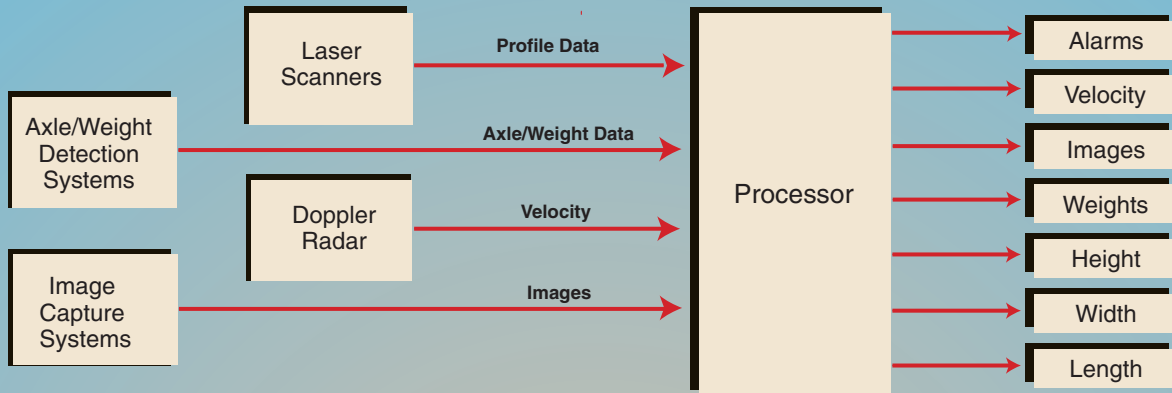 Laser
Scanners
Profile Data
Axle/Weight
Detection
Systems
Axle/Weight Data
Doppler
Radar
Velocity
Image
Capture
Systems
Images
Processor
Alarms
Velocity
Images
Weights
Height
Width
Length